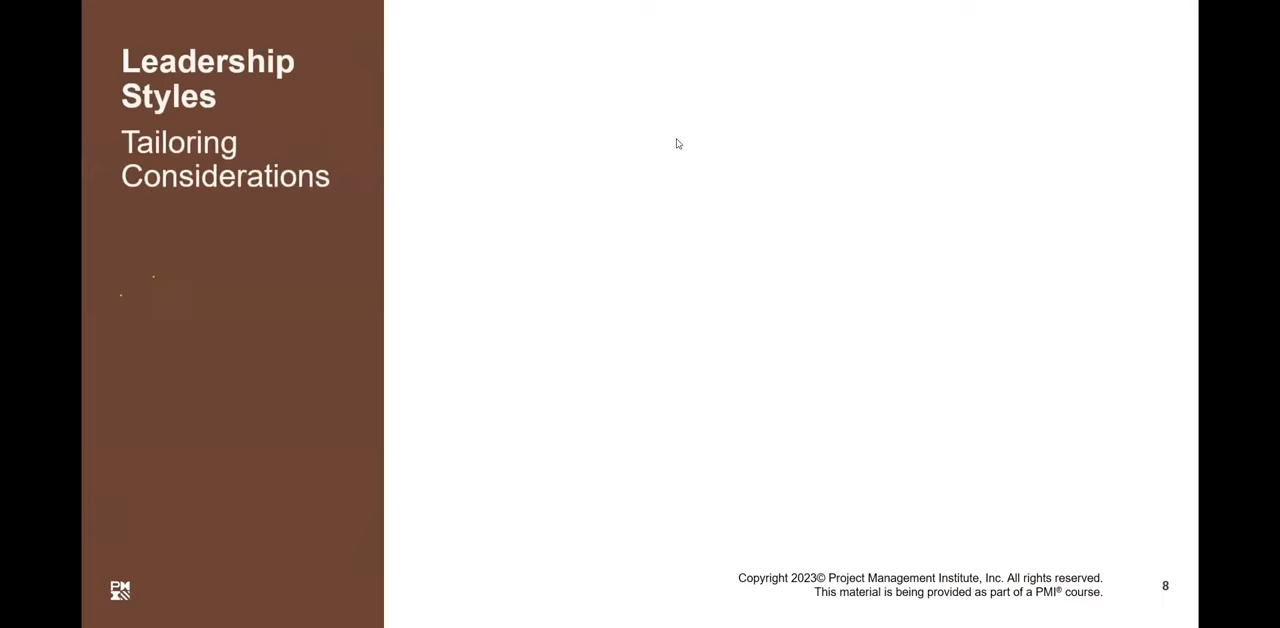 Leadership
Styles
Tailoring
Considerations
PM
Copyright 2023© Project Management Institute, Inc. All rights reserved.
This material is being provided as part of a PMI® course.
8